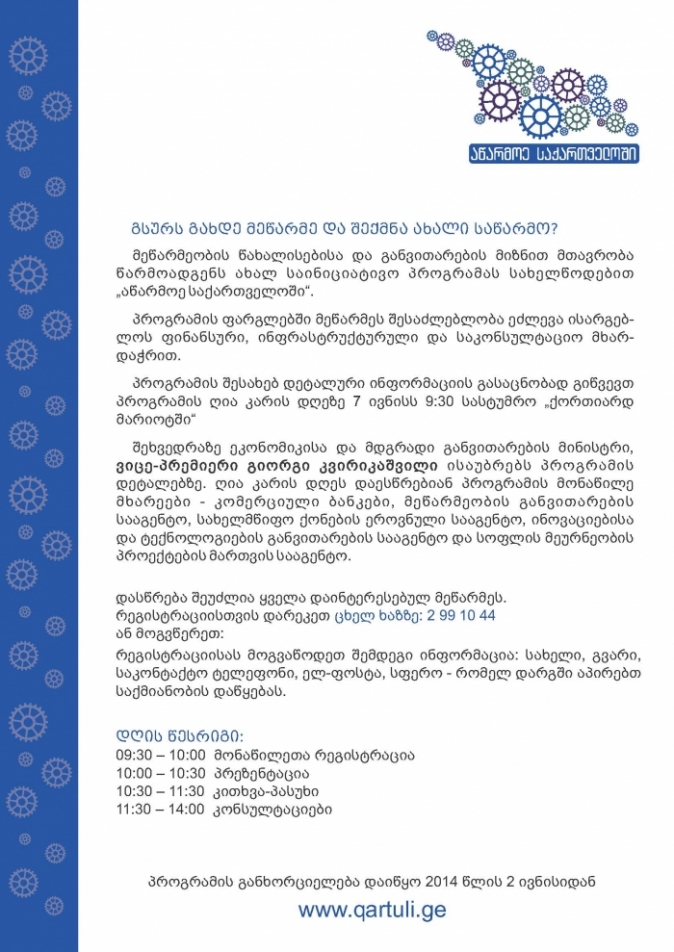 აწარმოე საქართველოში
გსურს გახდე მეწარმე და შექმნა ახალი საწარმო?
მეწარმეობის წახალისებისა და განვითარების მიზნით მთავრობა
წარმოადგენს ახალ საინიციატივო პროგრამას სახელწოდებით
„აწარმოე საქართველოში“.
პროგრამის ფარგლებში მეწარმეს შესაძლებლობა ეძლევა ისარგებ-
ლოს ფინანსური, ინფრასტრუქტურული და საკონსულტაციო მხარ-
დაჭრით.
პროგრამის შესახებ დეტალური ინფორმაციის გასაცნობად გიწვევთ
პროგრამის ღია კარის დღეზე 7 ივნისს 9:30 სასტუმრო „ქორთიარდ
მარიოტში“
შეხვედრაზე ეკონომიკისა და მდგრადი განვითარების მინისტრი,
ვიცე-პრემიერი გიორგი კვირიკაშვილი ისაუბრებს პროგრამის
დეტალებზე. ღია კარის დღეს დაესწრებიან პროგრამის მონაწილე
მხარეები - კომერციული ბანკები, მეწარმეობის განვითარების
სააგენტო, სახელმწიფო ქონების ეროვნული სააგენტო, ინოვაციებისა
და ტექნოლოგიების განვითარების სააგენტო და სოფლის მეურნეობის
პროექტების მართვის სააგენტო.
დასწრება შეუძლია ყველა დაინტერესებულ მეწარმეს.
რეგისტრაციისთვის დარეკეთ ცხელ ხაზზე: 2 99 10 44
ან მოგვწერეთ:
რეგისტრაციისას მოგვაწოდეთ შემდეგი ინფორმაცია: სახელი, გვარი,
საკონტაქტო ტელეფონი, ელ-ფოსტა, სფერო - რომელ დარგში აპირებთ
საქმიანობის დაწყებას.
დღის წესრიგი:
09:30 – 10:00 მონაწილეთა რეგისტრაცია
10:00 – 10:30 პრეზენტაცია
10:30 – 11:30 კითხვა-პასუხი
11:30 – 14:00 კონსულტაციები
პროგრამის განხორციელება დაიწყო 2014 წლის 2 ივნისიდან
www.qartuli.ge